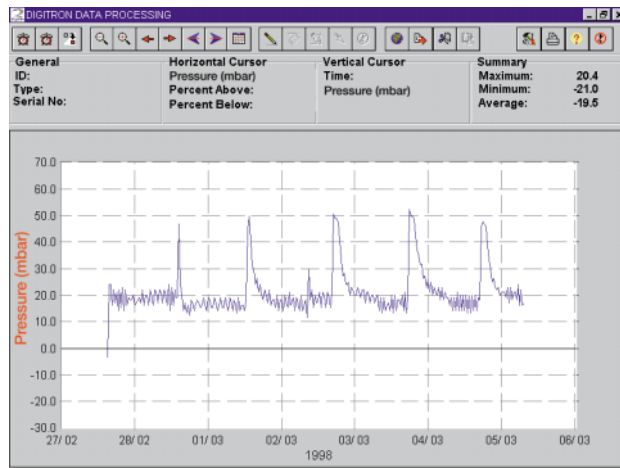 DIGITRON DATA PROCESSING
General
ID:
Type:
Serial No:
Horizontal Cursor
Pressure (mbar)
Percent Above:
Percent Below:
Vertical Cursor
Time:
Pressure (mbar)
Summary
Maximum: 20.4
Minimum: -21.0
Average: -19.5
Pressure (mbar)
70.0
60.0
50.0
40.0
30.0
20.0
10.0
0.0
-10.0
-20.0
-30.0
27/02 28/02 01/03 02/03 03/03 04/03 05/03 06/03
1998